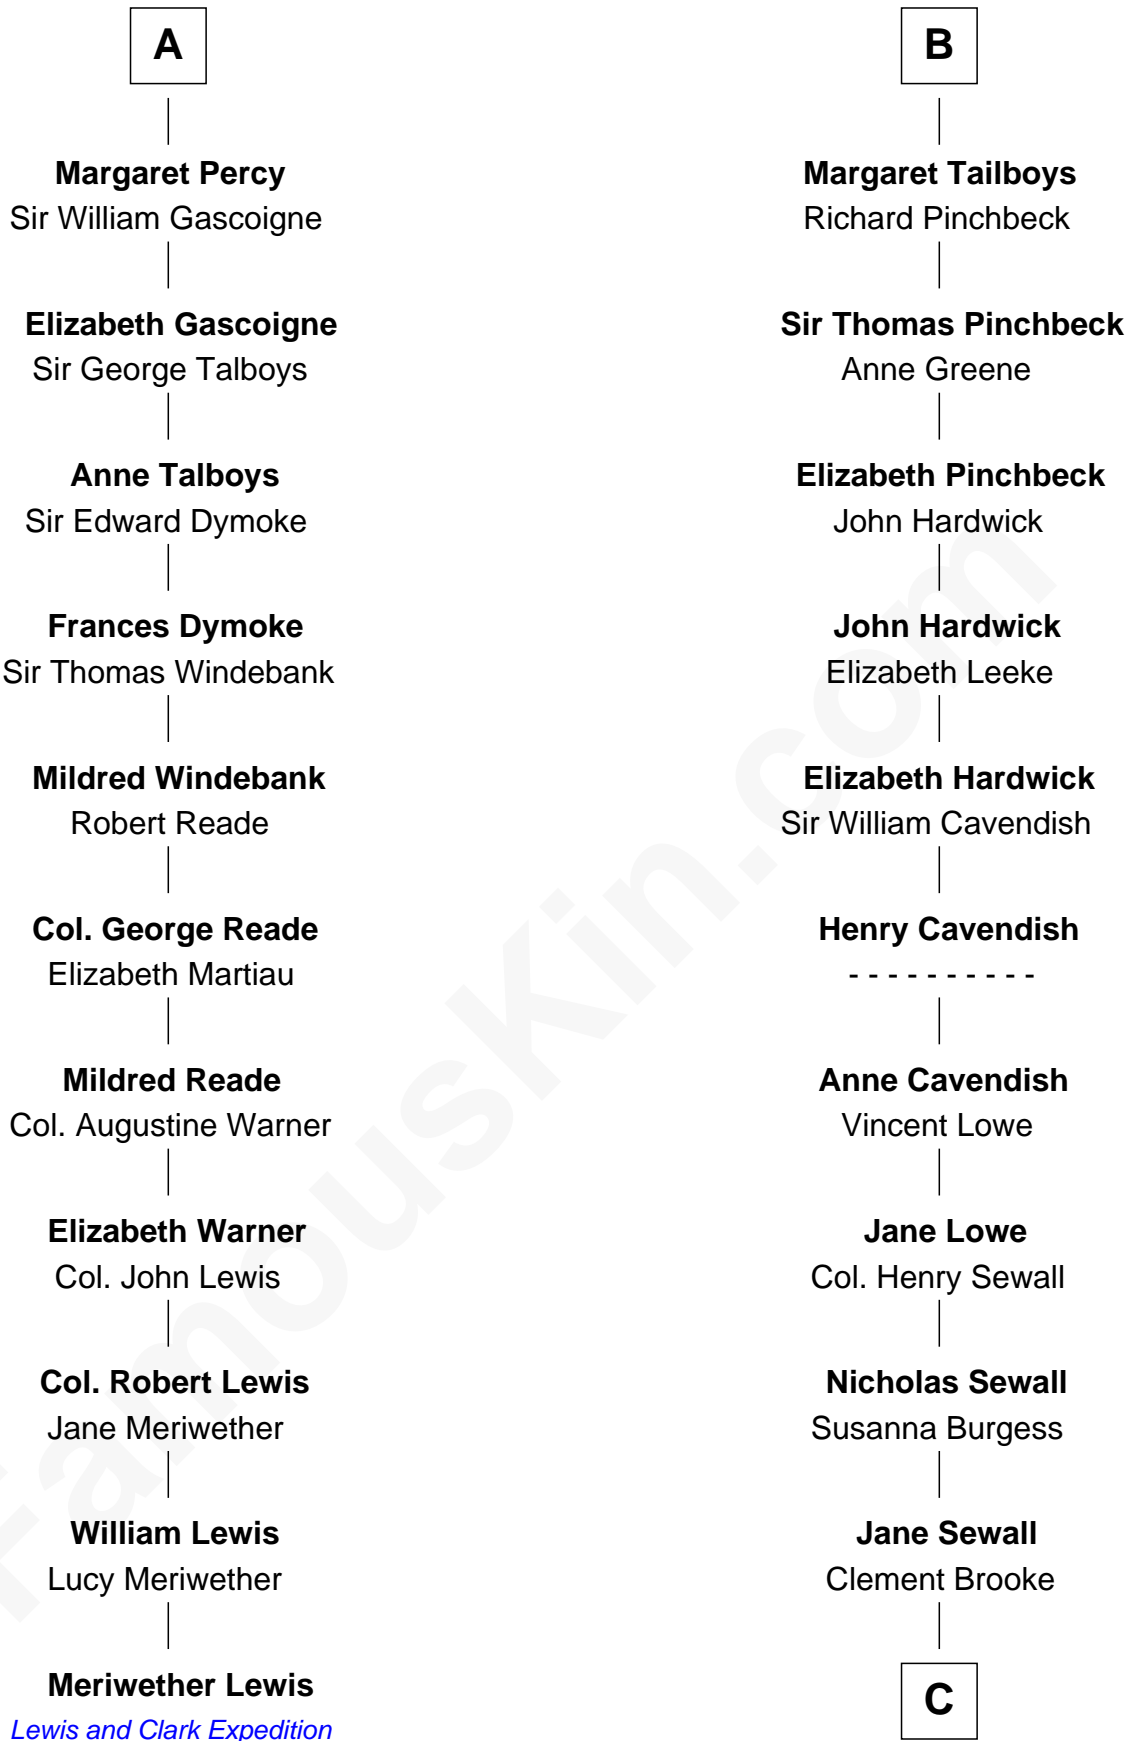 A
Margaret Percy
Sir William Gascoigne
Elizabeth Gascoigne
Sir George Talboys
Anne Talboys
Sir Edward Dymoke
Frances Dymoke
Sir Thomas Windebank
Mildred Windebank
Robert Reade
Col. George Reade
Elizabeth Martiau
Mildred Reade
Col. Augustine Warner
Elizabeth Warner
Col. John Lewis
Col. Robert Lewis
Jane Meriwether
William Lewis
Lucy Meriwether
Meriwether Lewis
Lewis and Clark Expedition
B
Margaret Tailboys
Richard Pinchbeck
Sir Thomas Pinchbeck
Anne Greene
Elizabeth Pinchbeck
John Hardwick
John Hardwick
Elizabeth Leeke
Elizabeth Hardwick
Sir William Cavendish
Henry Cavendish
- - - - - - - - - -
Anne Cavendish
Vincent Lowe
Jane Lowe
Col. Henry Sewall
Nicholas Sewall
Susanna Burgess
Jane Sewall
Clement Brooke
C
FamousKin.com